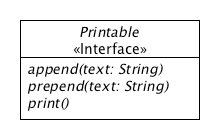 Printable
«Interface»
append(text: String)
prepend(text: String)
print()